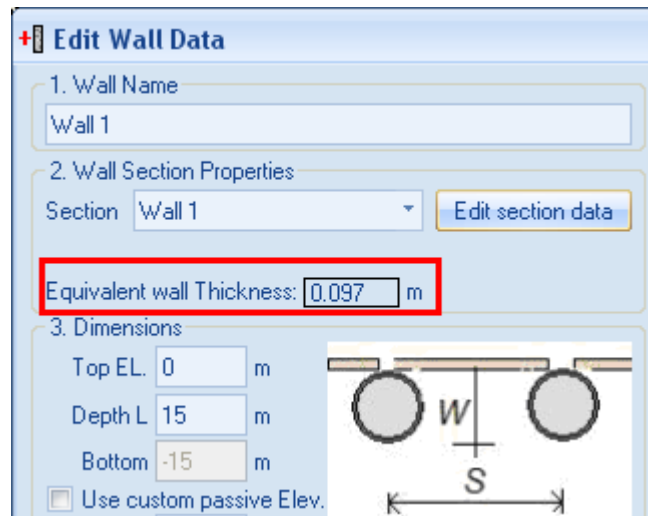 Edit Wall Data
1. Wall Name
Wall 1
2. Wall Section Properties
Section Wall 1 Edit section data
Equivalent wall Thickness: 0.097 m
3. Dimensions
Top EL. 0 m
Depth L 15 m
Bottom -15 m
Use custom passive Elev.
W
S